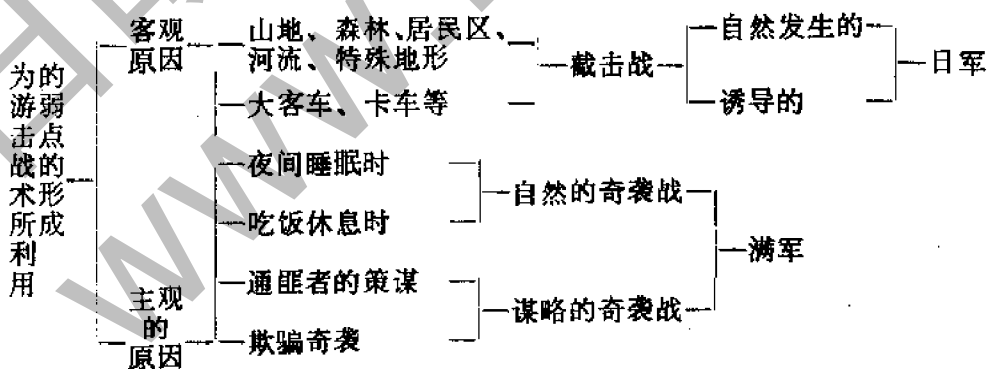 为游击战术所利用
的弱点的形成
客观
原因
山地、森林、居民区、
河流、特殊地形
大客车、卡车等
截击战
自然发生的
诱导的
日军
主观
的
原因
夜间睡眠时
吃饭休息时
通匪者的策谋
欺骗奇袭
自然的奇袭战
谋略的奇袭战
满军
WWW